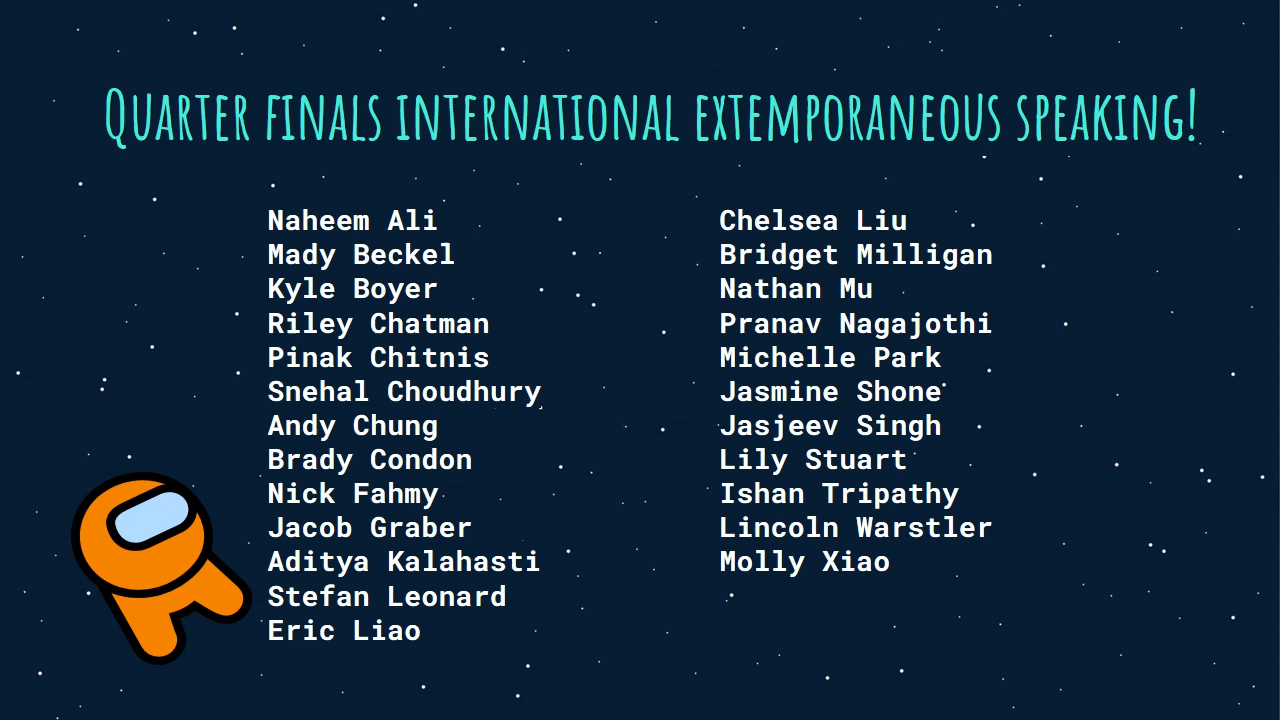 Quarter finals international extemporaneous speaking!
Naheem Ali
Mady Beckel
Kyle Boyer
Riley Chatman
Pinak Chitnis
Snehal Choudhury
Andy Chung
Brady Condon
Nick Fahmy
Jacob Graber
Aditya Kalahasti
Stefan Leonard
Eric Liao
Chelsea Liu
Bridget Milligan
Nathan Mu
Pranav Nagajothi
Michelle Park
Jasmine Shone
Jasjeev Singh
Lily Stuart
Ishan Tripathy
Lincoln Warstler
Molly Xiao